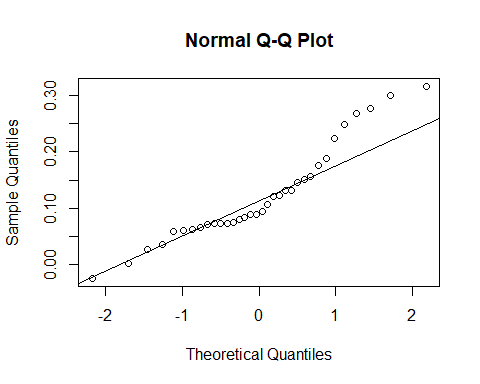 Normal Q-Q Plot
Sample Quantiles
0.30
0.20
0.10
0.00
-2 -1 0 1 2
Theoretical Quantiles